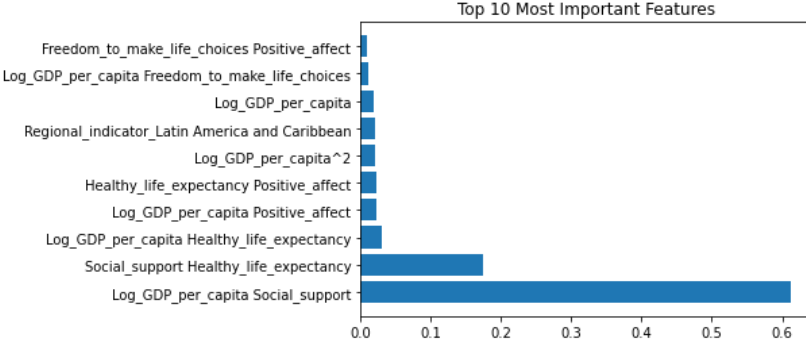 Top 10 Most Important Features
Freedom_to_make_life_choices Positive_affect
Log_GDP_per_capita Freedom_to_make_life_choices
Log_GDP_per_capita
Regional_indicator_Latin America and Caribbean
Log_GDP_per_capita^2
Healthy_life_expectancy Positive_affect
Log_GDP_per_capita Positive_affect
Log_GDP_per_capita Healthy_life_expectancy
Social_support Healthy_life_expectancy
Log_GDP_per_capita Social_support
0.0 0.1 0.2 0.3 0.4 0.5 0.6